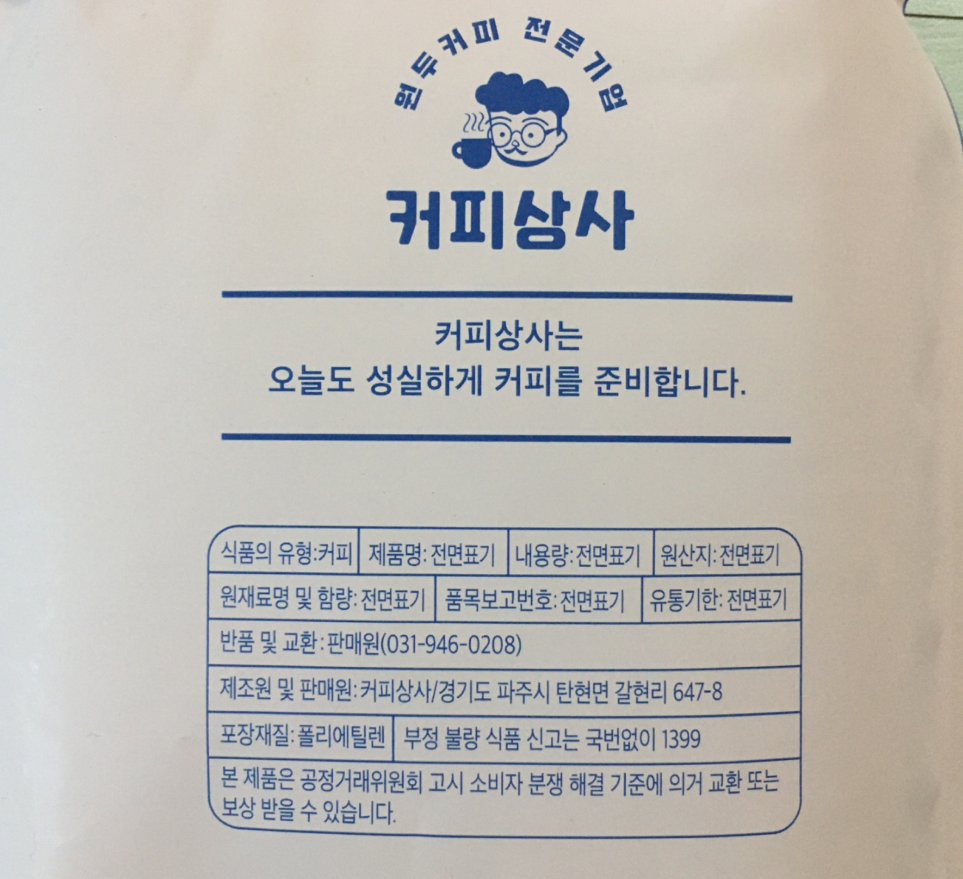 원두커피 전문기업
커피상사
커피상사는
오늘도 성실하게 커피를 준비합니다.
식품의 유형:커피 제품명: 전면표기 내용량: 전면표기 원산지: 전면표기
원재료명 및 함량: 전면표기 품목보고번호: 전면표기 유통기한: 전면표기
반품 및 교환 : 판매원(031-946-0208)
제조원 및 판매원: 커피상사/경기도 파주시 탄현면 갈현리 647-8
포장재질: 폴리에틸렌 부정 불량 식품 신고는 국번없이 1399
본 제품은 공정거래위원회 고시 소비자 분쟁 해결 기준에 의거 교환 또는
보상 받을 수 있습니다.